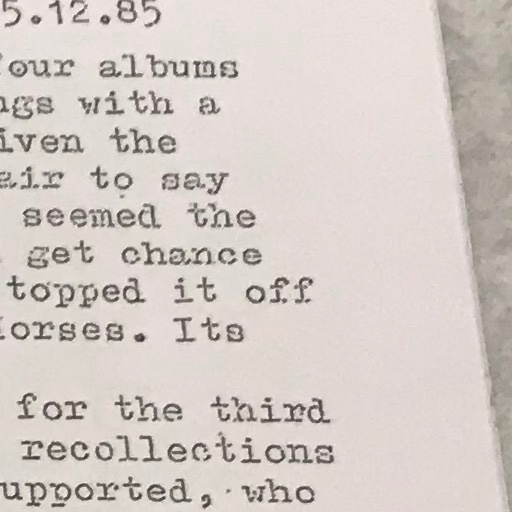 5.12.85
our albums
ngs with a
iven the
air to say
seemed the
get chance
topped it off
orses. Its
for the third
recollections
upported, who